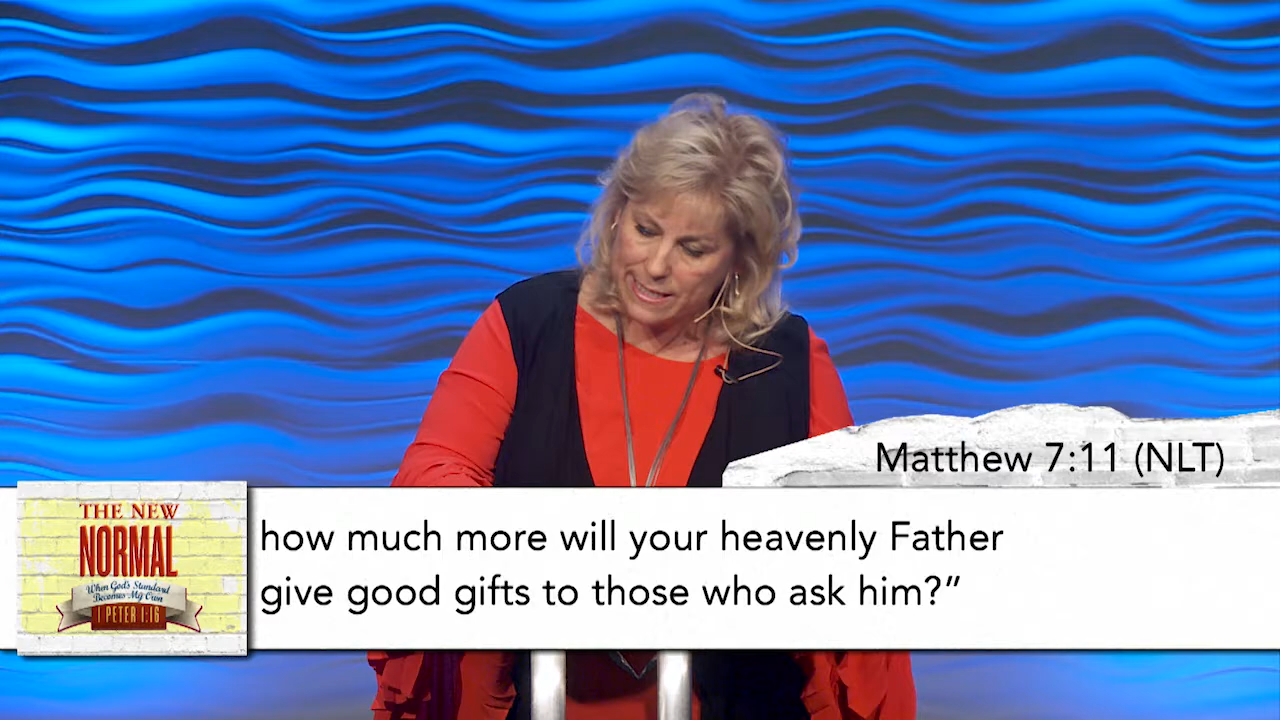 Matthew 7:11 (NLT)
how much more will your heavenly Father
give good gifts to those who ask him?”
THE NEW
NORMAL
When God's Standard
Becomes My Own
1 PETER 1:16